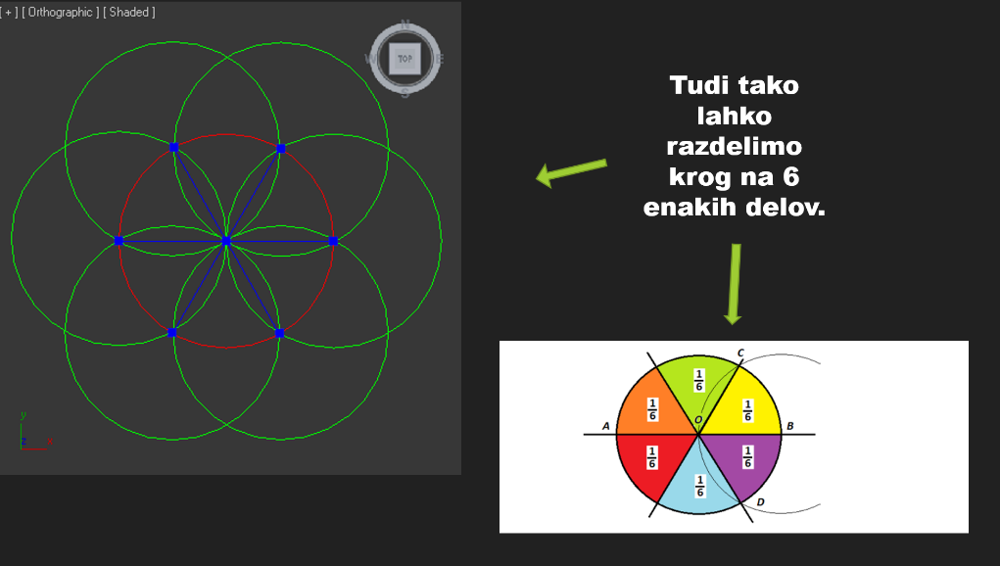 [ + ] [ Orthographic ] [ Shaded ]
N
W TOP E
S
Tudi tako
lahko
razdelimo
krog na 6
enakih delov.
y
z x
C
1/6
1/6 1/6
O
A B
1/6 1/6
1/6
D